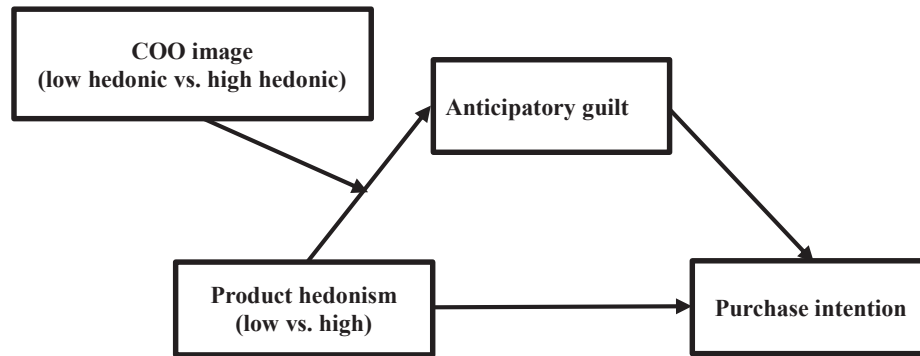 COO image
(low hedonic vs. high hedonic)
Anticipatory guilt
Product hedonism
(low vs. high)
Purchase intention